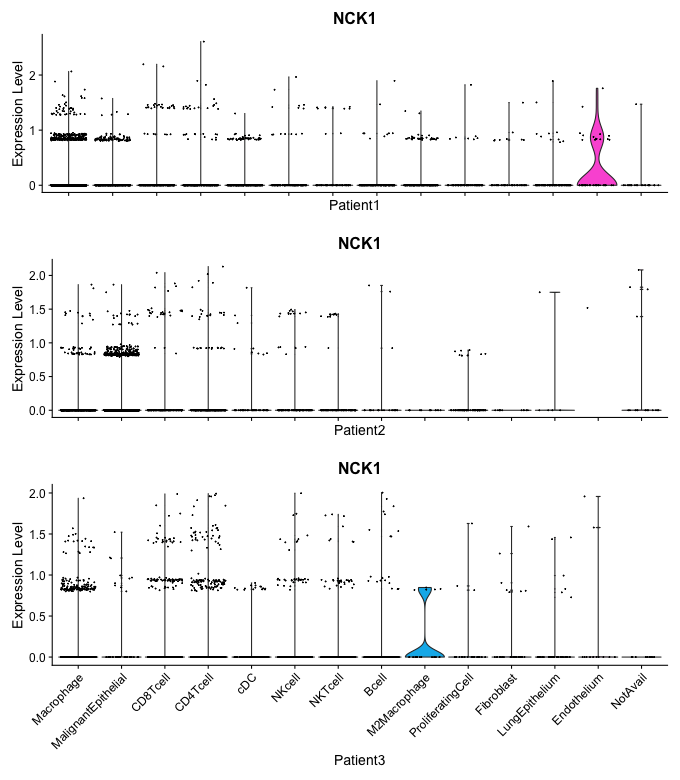 NCK1
Expression Level
2
1
0
Patient1
NCK1
Expression Level
2.0
1.5
1.0
0.5
0.0
Patient2
NCK1
Expression Level
2.0
1.5
1.0
0.5
0.0
Macrophage
MalignantEpithelial
CD8Tcell
CD4Tcell
cDC
NKcell
NKTcell
Bcell
M2Macrophage
ProliferatingCell
Fibroblast
LungEpithelium
Endothelium
NotAvail
Patient3